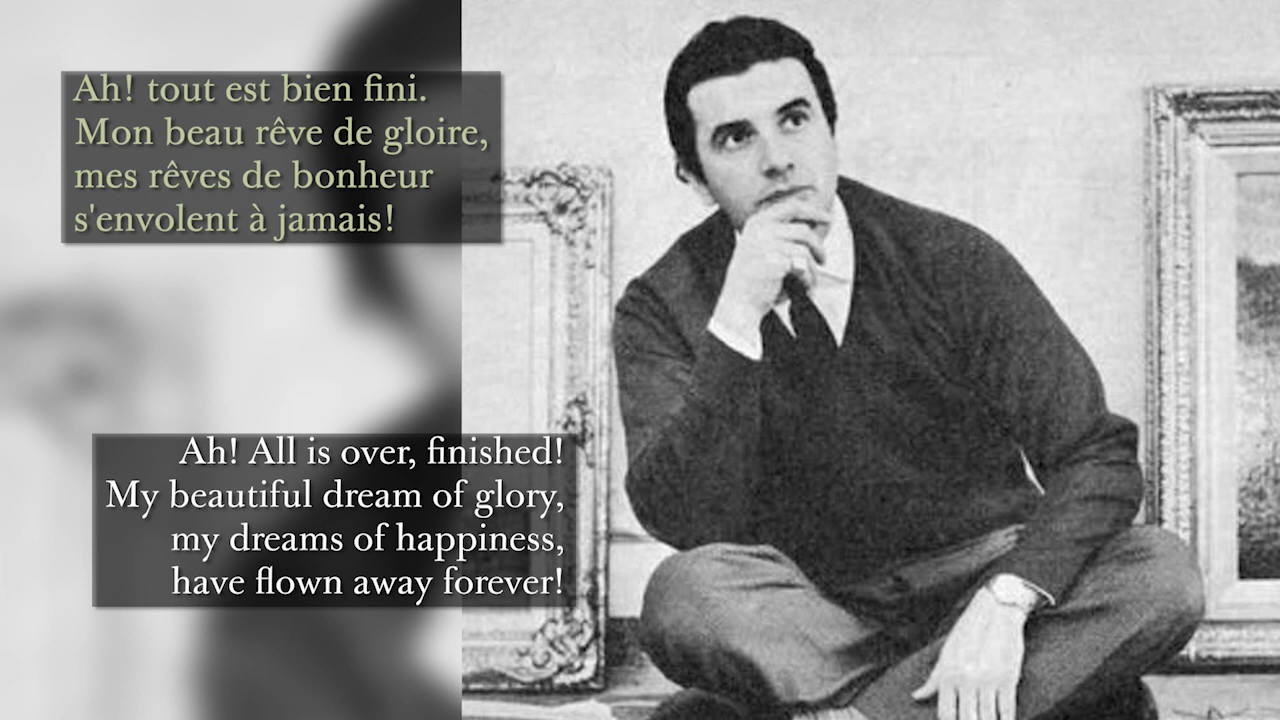 Ah! tout est bien fini.
Mon beau rêve de gloire,
mes rêves de bonheur
s'envolent à jamais!
Ah! All is over, finished!
My beautiful dream of glory,
my dreams of happiness,
have flown away forever!